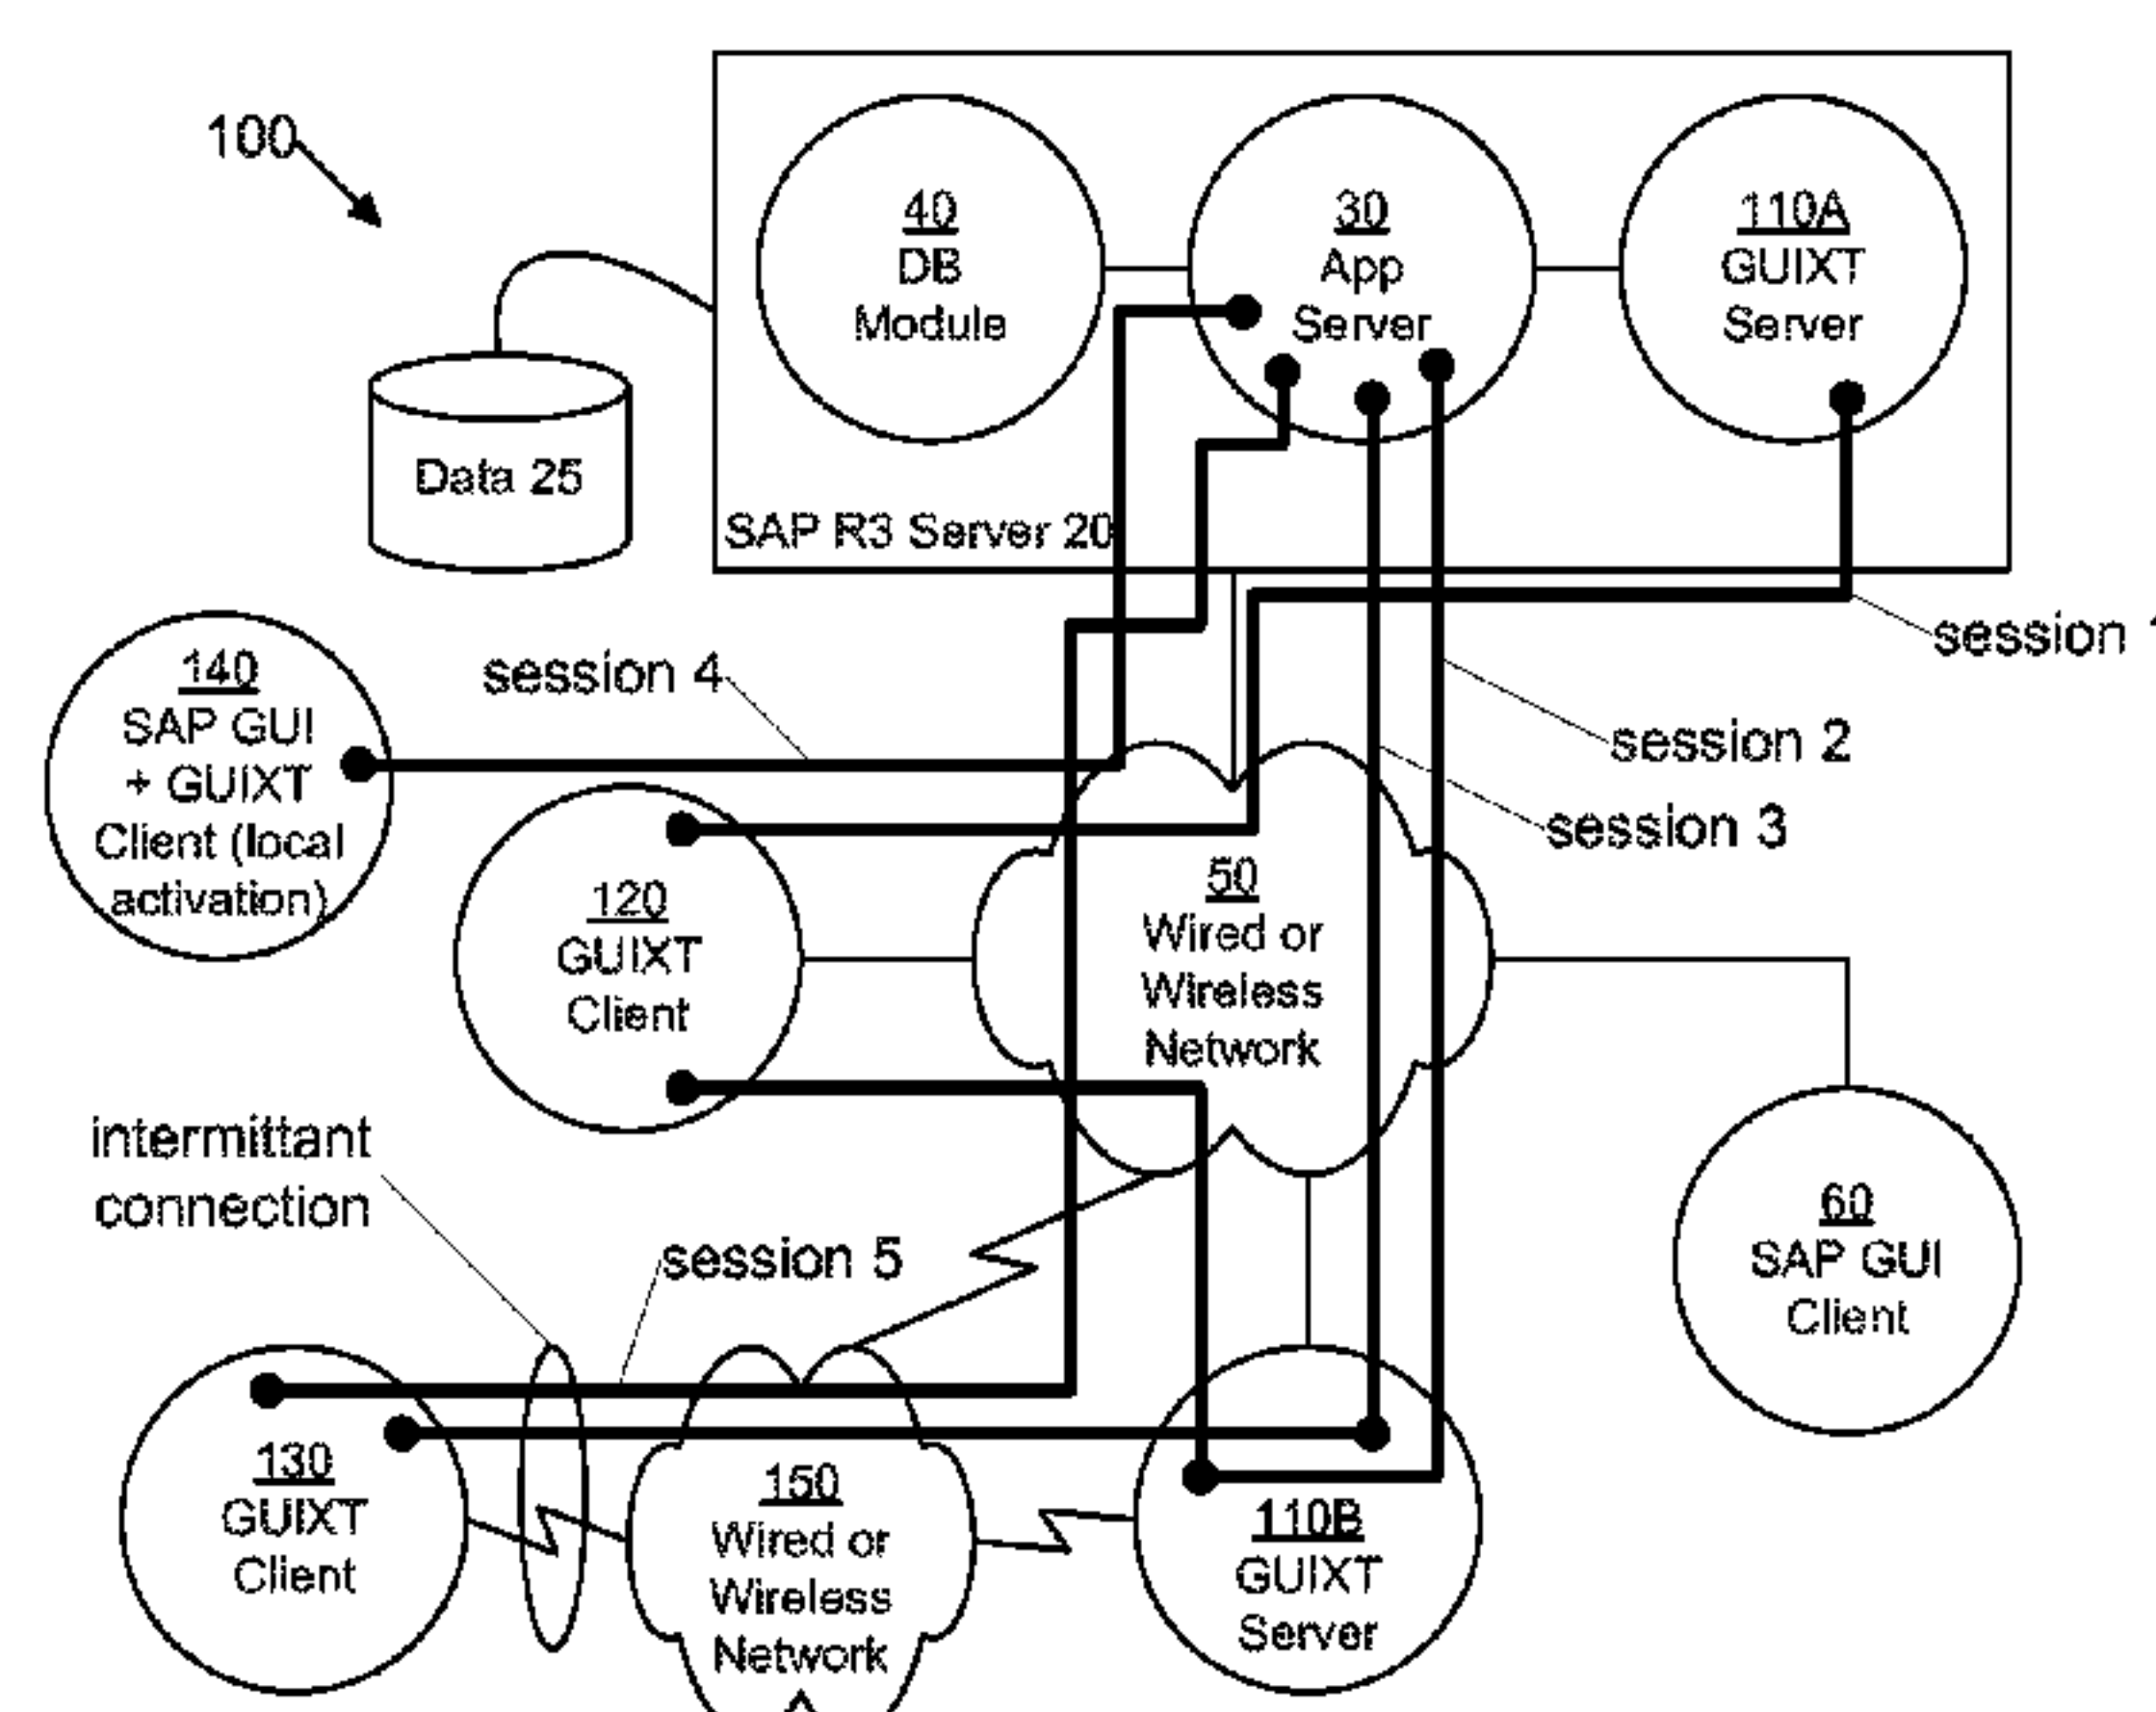 100
40
DB
Module
30
App
Server
110A
GUIXT
Server
Data 25
SAP R3 Server 20
session
140
SAP GUI
+ GUIXT
Client (local
activation)
session 4
session 2
session 3
120
GUIXT
Client
50
Wired or
Wireless
Network
intermittant
connection
session 5
60
SAP GUI
Client
130
GUIXT
Client
150
Wired or
Wireless
Network
110B
GUIXT
Server